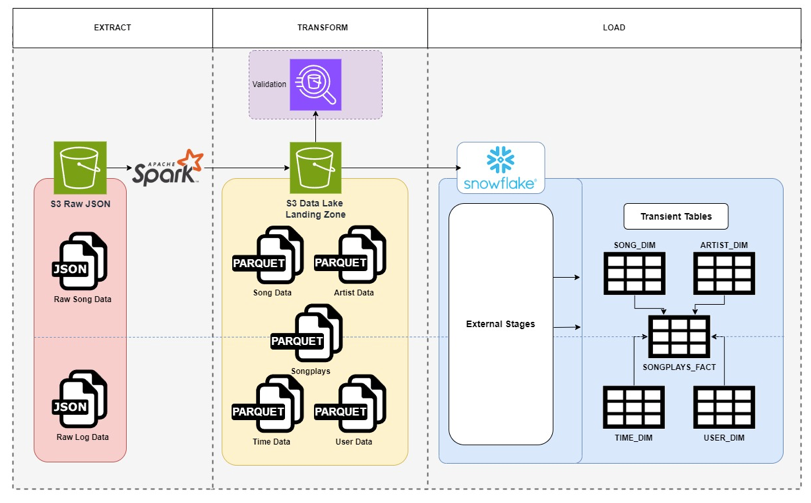 EXTRACT
TRANSFORM
LOAD
Validation
APACHE
Spark
snowflake
S3 Raw JSON
S3 Data Lake
Landing Zone
Transient Tables
SONG_DIM
ARTIST_DIM
JSON
Raw Song Data
PARQUET
Song Data
PARQUET
Artist Data
PARQUET
Songplays
External Stages
SONGPLAYS_FACT
JSON
Raw Log Data
PARQUET
Time Data
PARQUET
User Data
TIME_DIM
USER_DIM